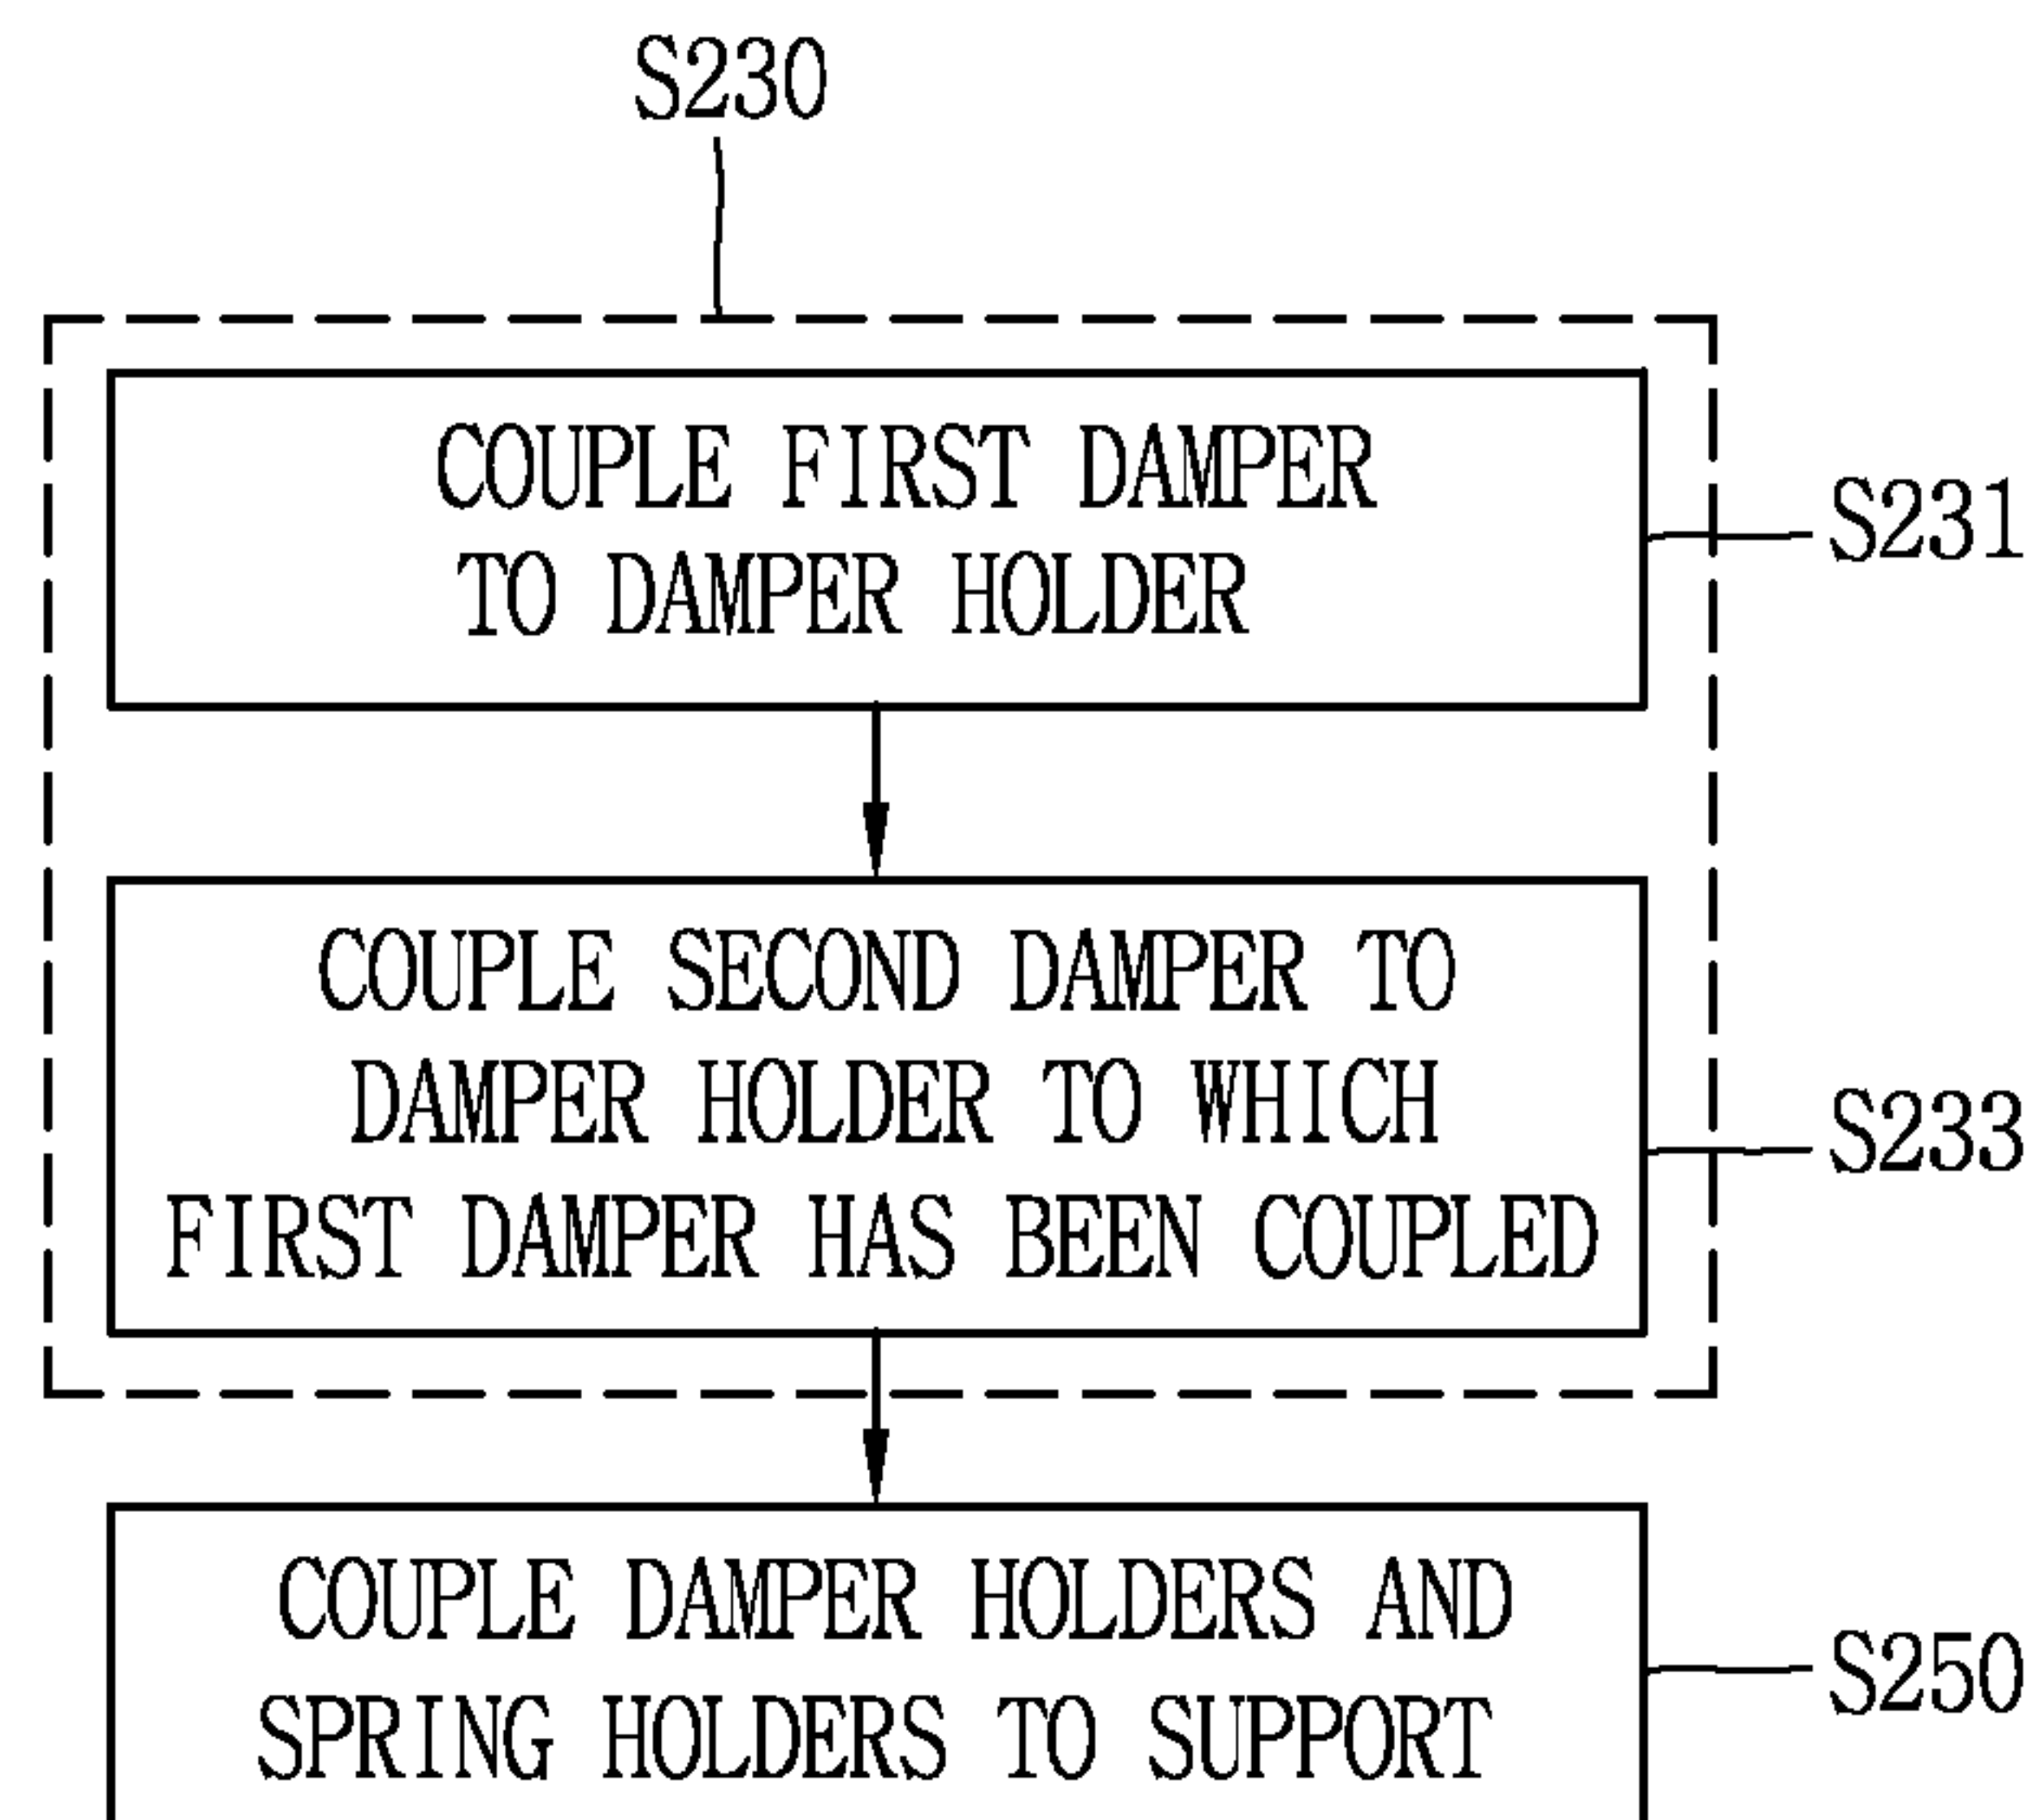 S230
COUPLE FIRST DAMPER
TO DAMPER HOLDER
S231
COUPLE SECOND DAMPER TO
DAMPER HOLDER TO WHICH
FIRST DAMPER HAS BEEN COUPLED
S233
COUPLE DAMPER HOLDERS AND
SPRING HOLDERS TO SUPPORT
S250